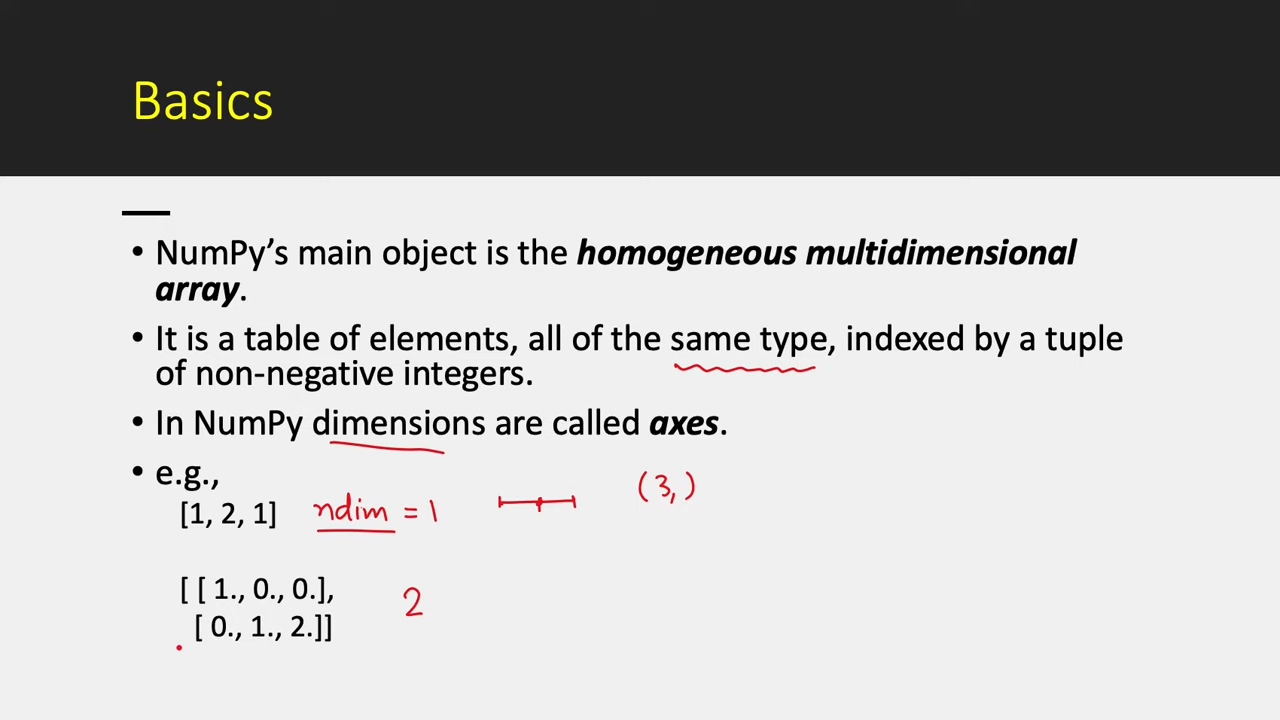 Basics
• NumPy's main object is the homogeneous multidimensional
array.
• It is a table of elements, all of the same type, indexed by a tuple
of non-negative integers.
• In NumPy dimensions are called axes.
• e.g.,
[1, 2, 1] ndim = 1 (3,)
[ [ 1., 0., 0.], 2
[ 0., 1., 2.]]